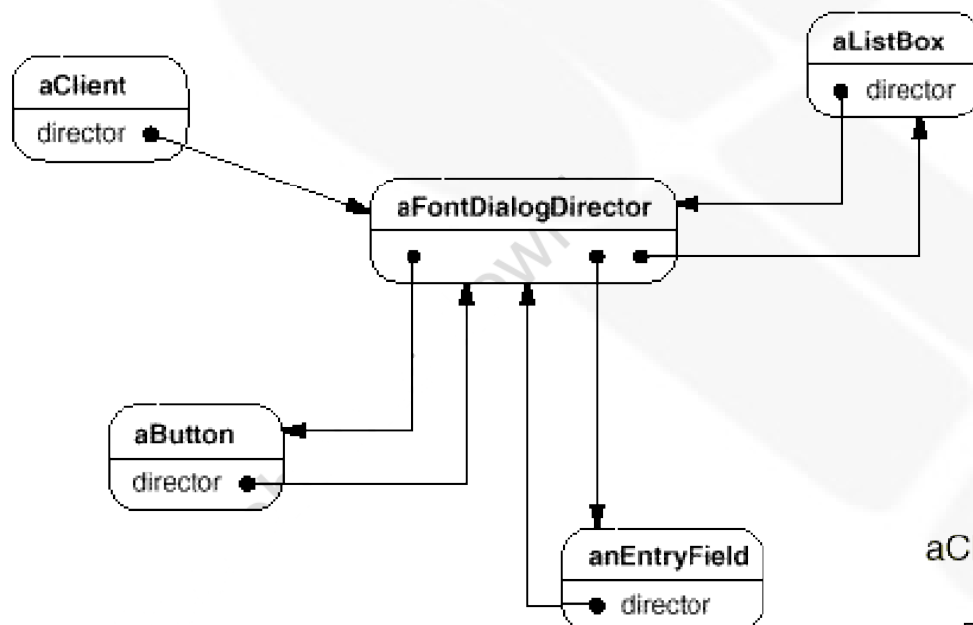 aListBox
director
aClient
director
aFontDialogDirector
aButton
director
anEntryField
director
aC